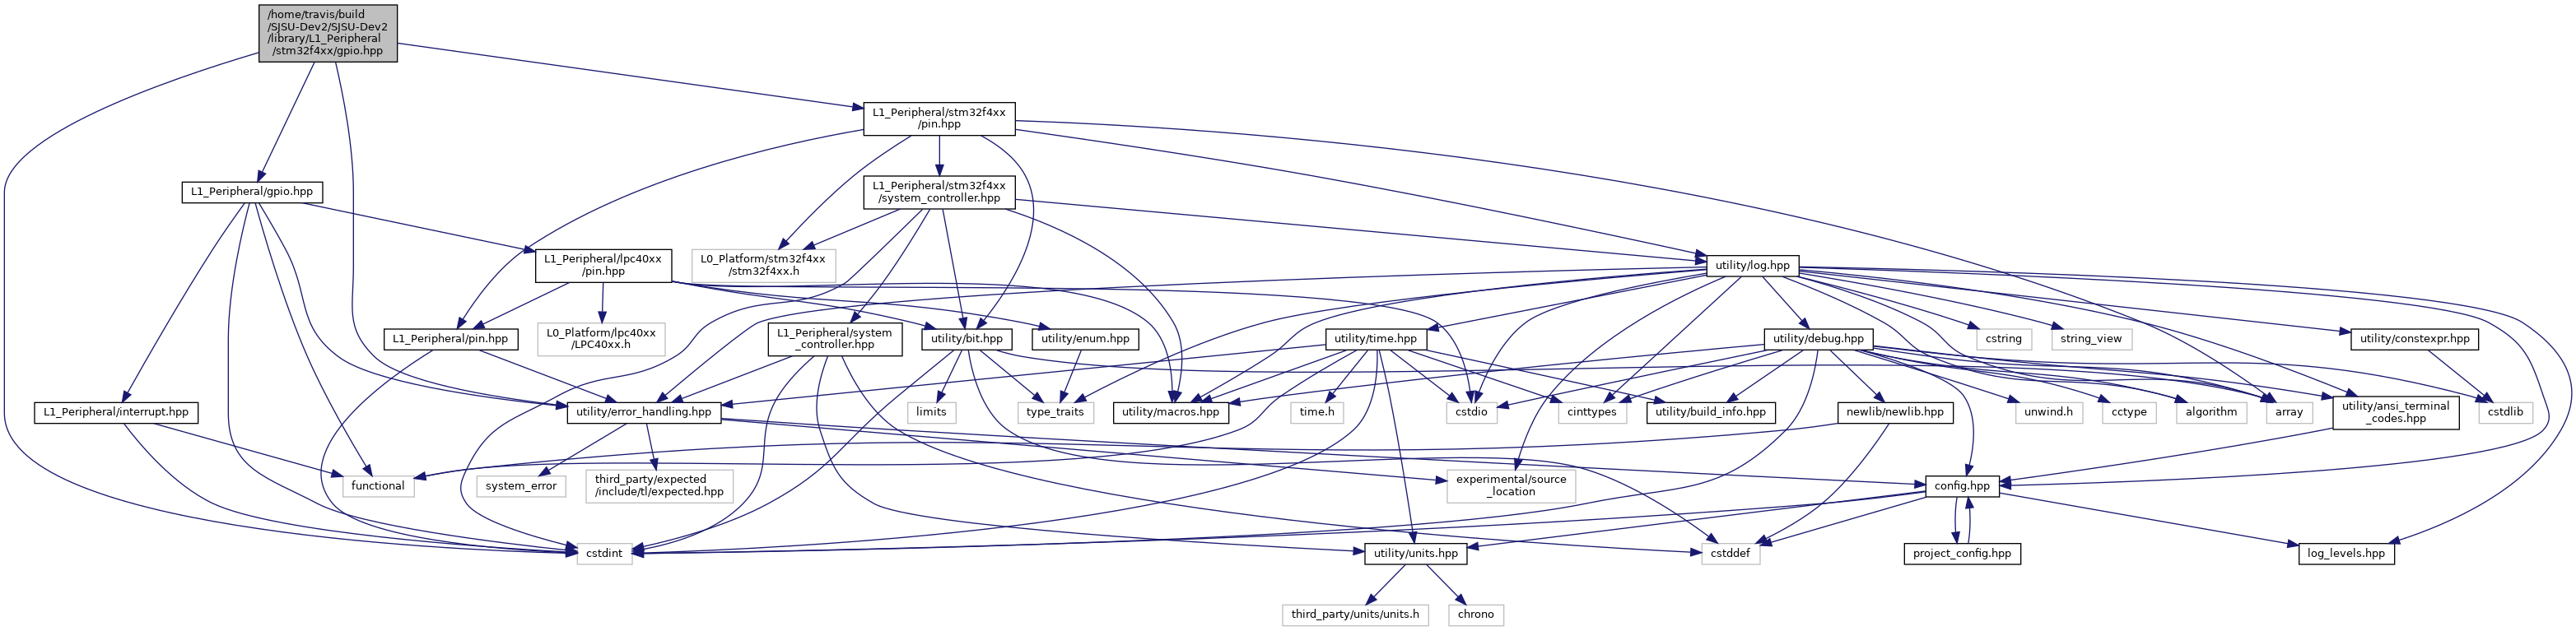 /home/travis/build
/SJSU-Dev2/SJSU-Dev2
/library/L1_Peripheral
/stm32f4xx/gpio.hpp
L1_Peripheral/stm32f4xx
/pin.hpp
L1_Peripheral/gpio.hpp
L1_Peripheral/stm32f4xx
/system_controller.hpp
L1_Peripheral/lpc40xx
/pin.hpp
L0_Platform/stm32f4xx
/stm32f4xx.h
utility/log.hpp
L1_Peripheral/pin.hpp
L0_Platform/lpc40xx
/LPC40xx.h
L1_Peripheral/system
_controller.hpp
utility/bit.hpp
utility/enum.hpp
utility/time.hpp
utility/debug.hpp
cstring
string_view
utility/constexpr.hpp
L1_Peripheral/interrupt.hpp
utility/error_handling.hpp
limits
type_traits
utility/macros.hpp
time.h
cstdio
cinttypes
utility/build_info.hpp
newlib/newlib.hpp
unwind.h
cctype
algorithm
array
utility/ansi_terminal
_codes.hpp
cstdlib
functional
system_error
third_party/expected
/include/tl/expected.hpp
experimental/source
_location
config.hpp
cstdint
utility/units.hpp
cstddef
project_config.hpp
log_levels.hpp
third_party/units/units.h
chrono